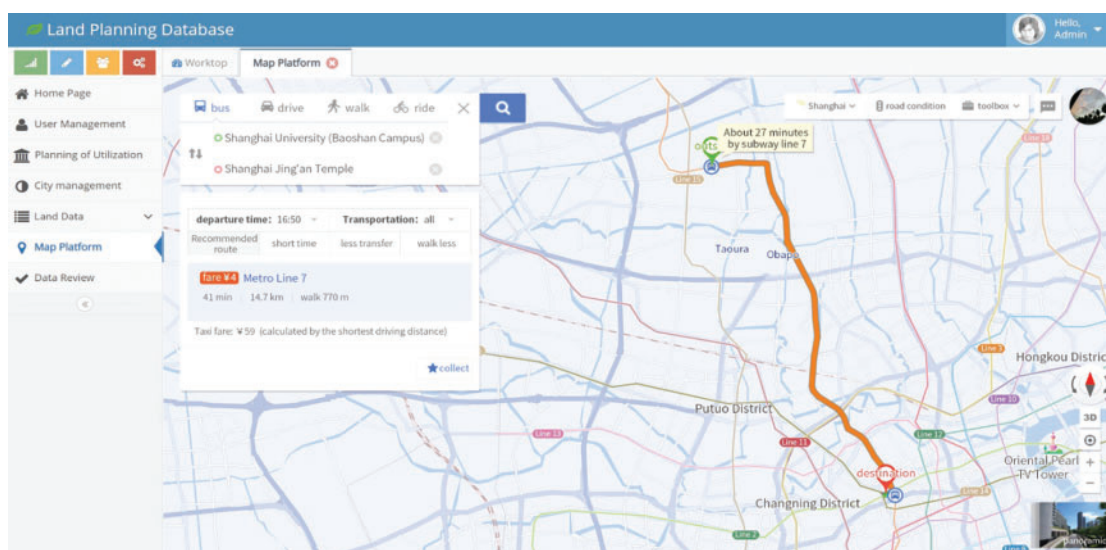 Land Planning Database
Hello,
Admin
Worktop
Map Platform
Home Page
User Management
Planning of Utilization
City management
Land Data
Map Platform
Data Review
bus drive walk ride
Shanghai University (Baoshan Campus)
Shanghai Jing'an Temple
departure time: 16:50 Transportation: all
Recommended route
short time
less transfer
walk less
fare ¥4 Metro Line 7
41 min 14.7 km walk 770 m
Taxi fare: ¥59 (calculated by the shortest driving distance)
collect
Shanghai road condition toolbox
About 27 minutes
by subway line 7
Line 15
Taoura
Line 3
Hongkou Distric
Line 10
3D
Putuo District
Line 13
Line 11
Line 12
Oriental Pearl
TV Tower
destination
Changning District
Line 14
Line 2
panoramic